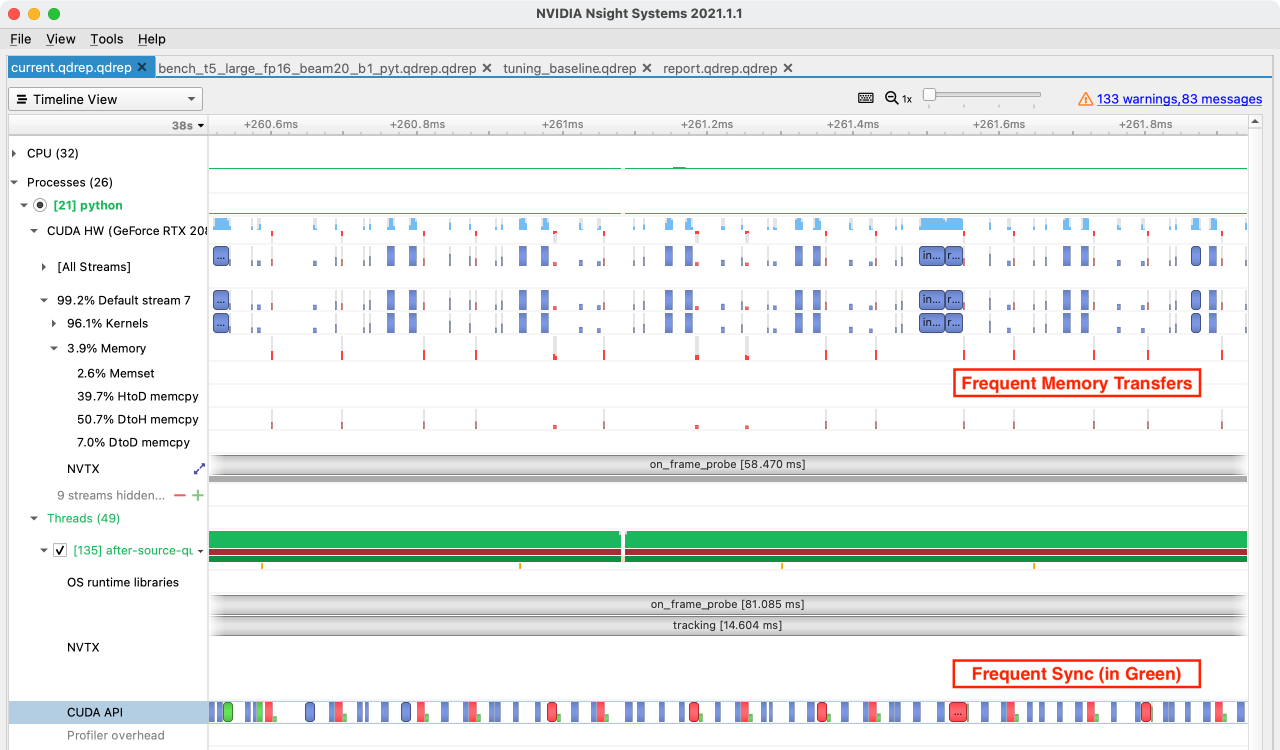 NVIDIA Nsight Systems 2021.1.1
File View Tools Help
current.qdrep.qdrep bench_t5_large_fp16_beam20_b1_pyt.qdrep.qdrep tuning_baseline.qdrep report.qdrep.qdrep
Timeline View
1x
133 warnings,83 messages
38s
+260.6ms +260.8ms +261ms +261.2ms +261.4ms +261.6ms +261.8ms
CPU (32)
Processes (26)
[21] python
CUDA HW (GeForce RTX 208
[All Streams]
... in... r...
99.2% Default stream 7
... in... r...
96.1% Kernels
... in... r...
3.9% Memory
2.6% Memset
Frequent Memory Transfers
39.7% HtoD memcpy
50.7% DtoH memcpy
7.0% DtoD memcpy
NVTX
on_frame_probe [58.470 ms]
9 streams hidden...
Threads (49)
[135] after-source-qu
OS runtime libraries
on_frame_probe [81.085 ms]
tracking [14.604 ms]
NVTX
Frequent Sync (in Green)
CUDA API
...
Profiler overhead